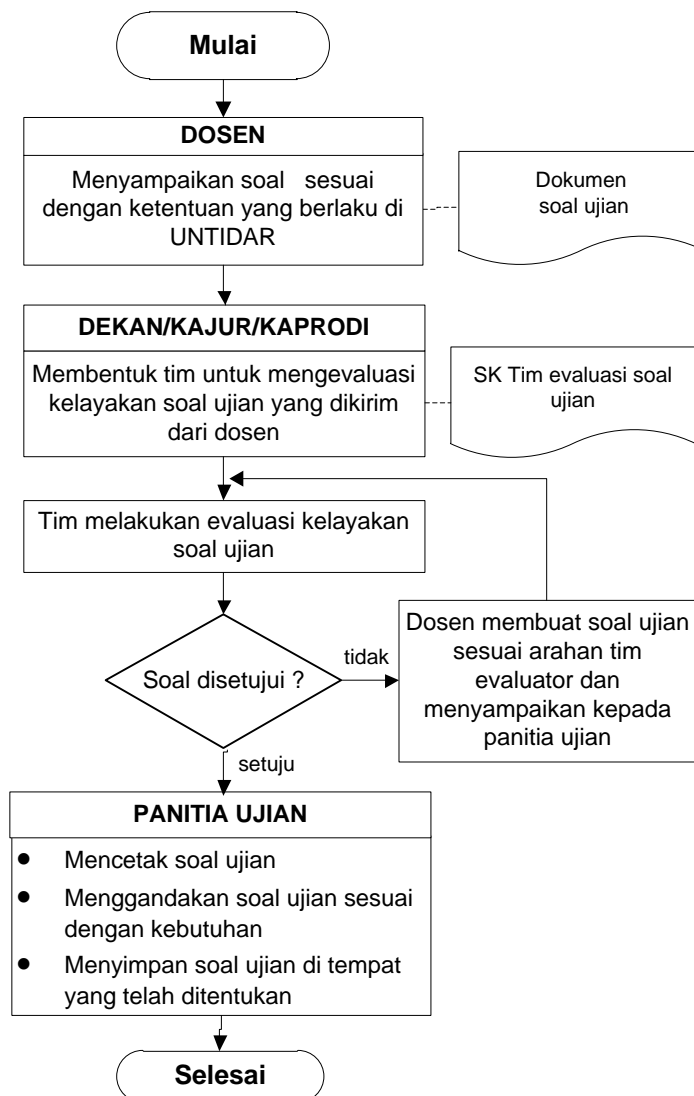 Mulai
DOSEN
Menyampaikan soal sesuai
dengan ketentuan yang berlaku di
UNTIDAR
Dokumen
soal ujian
DEKAN/KAJUR/KAPRODI
Membentuk tim untuk mengevaluasi
kelayakan soal ujian yang dikirim
dari dosen
SK Tim evaluasi soal
ujian
Tim melakukan evaluasi kelayakan
soal ujian
Soal disetujui ?
tidak
Dosen membuat soal ujian
sesuai arahan tim
evaluator dan
menyampaikan kepada
panitia ujian
setuju
PANITIA UJIAN
● Mencetak soal ujian
● Menggandakan soal ujian sesuai
dengan kebutuhan
● Menyimpan soal ujian di tempat
yang telah ditentukan
Selesai